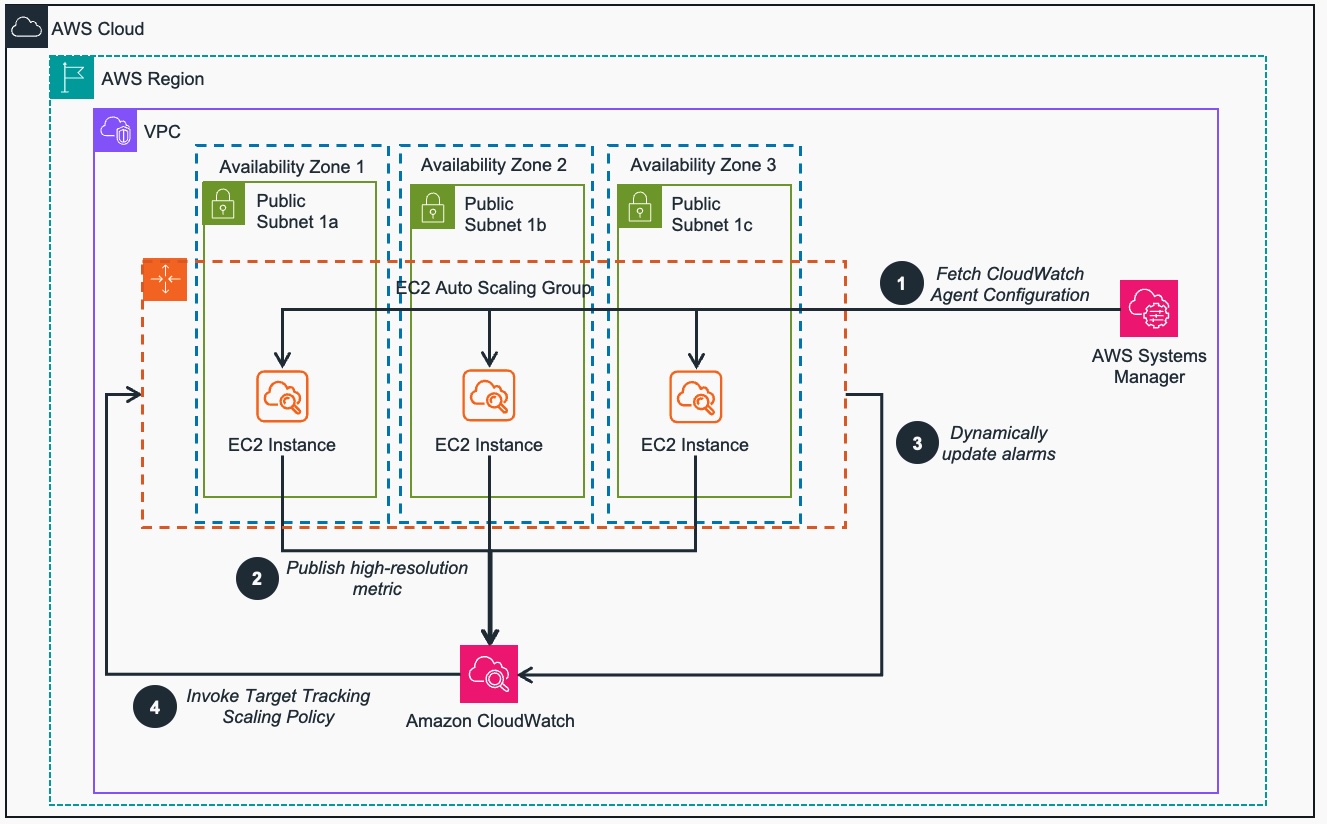 AWS Cloud
AWS Region
VPC
Availability Zone 1
Availability Zone 2
Availability Zone 3
Public
Subnet 1a
Public
Subnet 1b
Public
Subnet 1c
EC2 Auto Scaling Group
1
Fetch CloudWatch
Agent Configuration
AWS Systems
Manager
EC2 Instance
EC2 Instance
EC2 Instance
3
Dynamically
update alarms
2
Publish high-resolution
metric
4
Invoke Target Tracking
Scaling Policy
Amazon CloudWatch